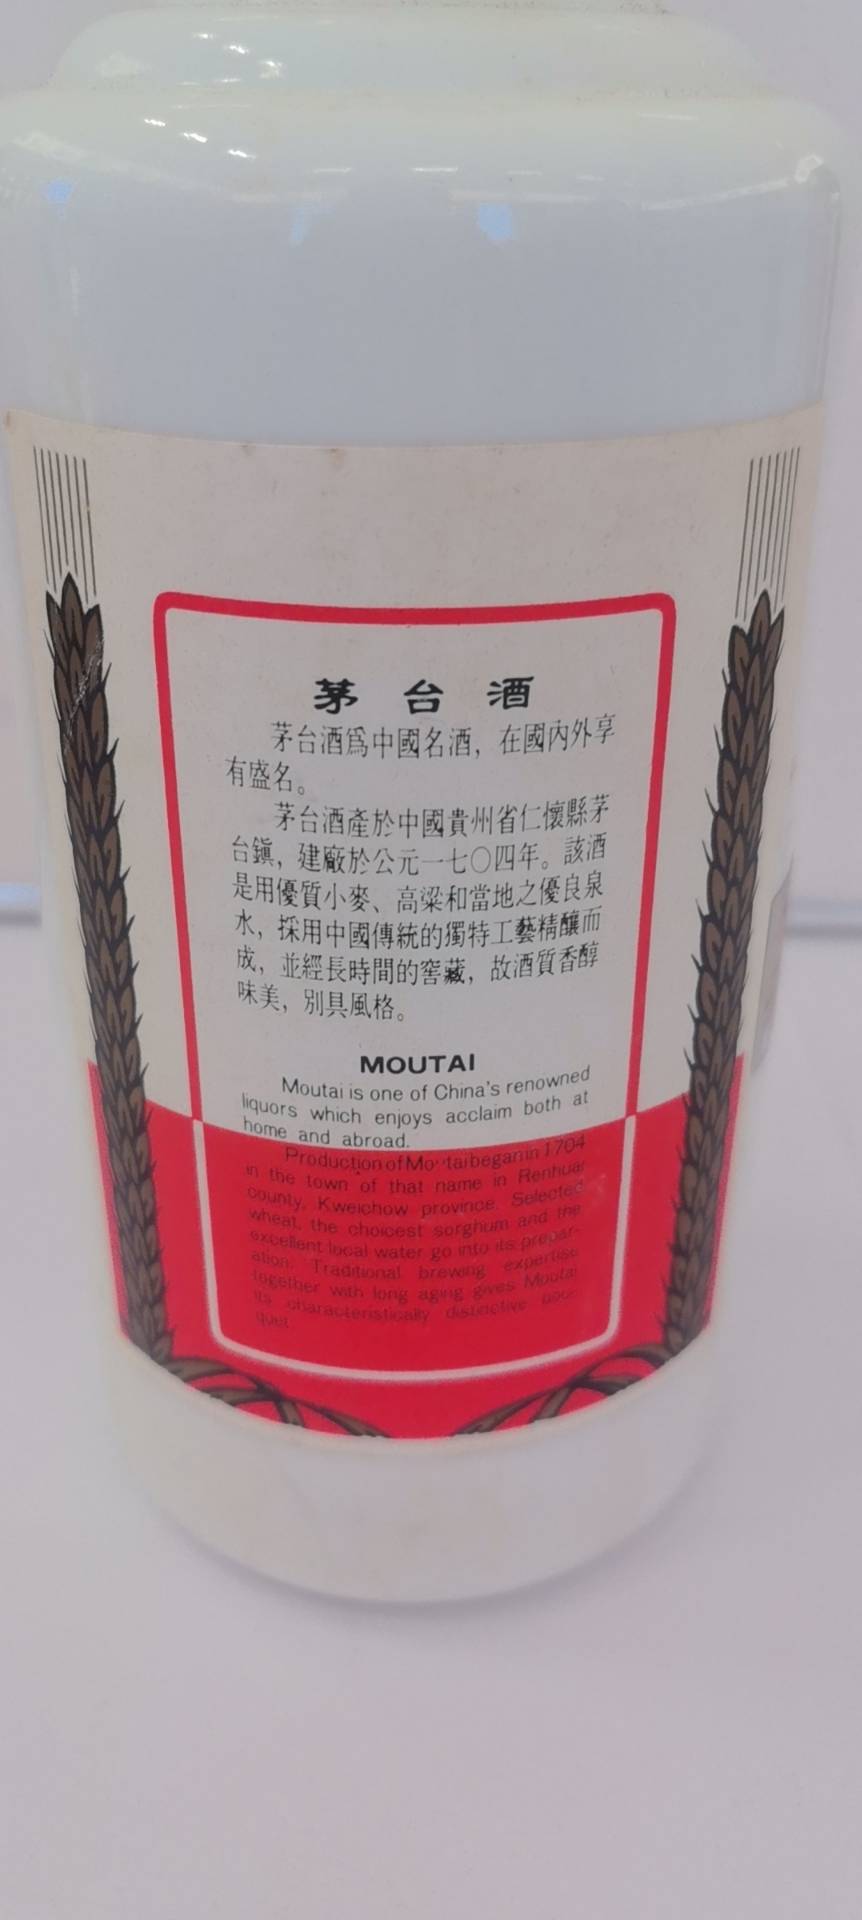 茅台酒
茅台酒爲中國名酒，在國內外享
有盛名。
茅台酒產於中國貴州省仁懷縣茅
台鎮，建廠於公元一七〇四年。該酒
是用優質小麥、高粱和當地之優良泉
水，採用中國傳統的獨特工藝精釀而
成，並經長時間的窖藏，故酒質香醇
味美，別具風格。
MOUTAI
Moutai is one of China's renowned
liquors which enjoys acclaim both at
home and abroad.
Production of Moutai began in 1704
in the town of that name in Renhuai
county, Kweichow province. Selected
wheat, the choicest sorghum and the
excellent local water go into its prepar-
ation. Traditional brewing expertise
together with long aging gives Moutai
its characteristically distinctive bou-
quet.